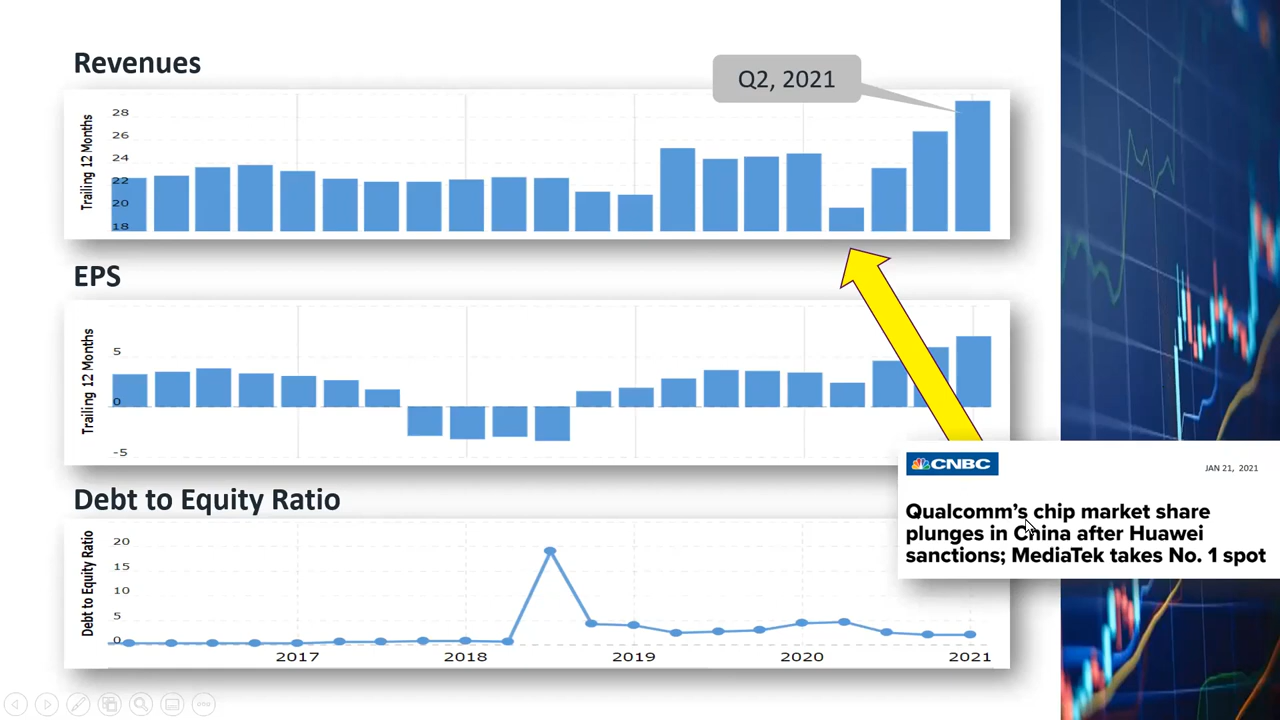 Revenues
Q2, 2021
Trailing 12 Months
28
26
24
22
20
18
EPS
Trailing 12 Months
5
0
-5
CNBC
JAN 21, 2021
Qualcomm's chip market share
plunges in China after Huawei
sanctions; MediaTek takes No. 1 spot
Debt to Equity Ratio
Debt to Equity Ratio
20
15
10
5
0
2017
2018
2019
2020
2021